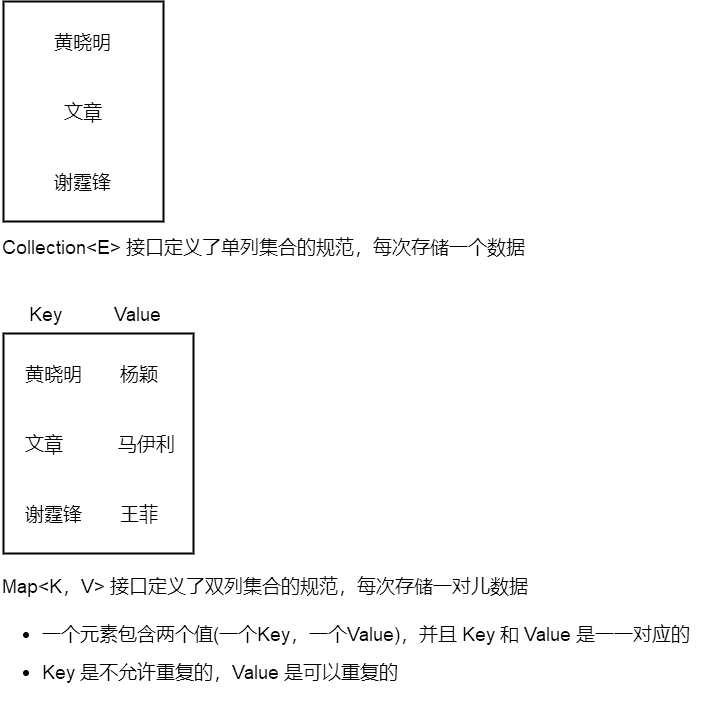 黄晓明
文章
谢霆锋
Collection<E> 接口定义了单列集合的规范，每次存储一个数据
Key Value
黄晓明 杨颖
文章 马伊利
谢霆锋 王菲
Map<K，V> 接口定义了双列集合的规范，每次存储一对儿数据
• 一个元素包含两个值(一个Key，一个Value)，并且 Key 和 Value 是一一对应的
• Key 是不允许重复的，Value 是可以重复的